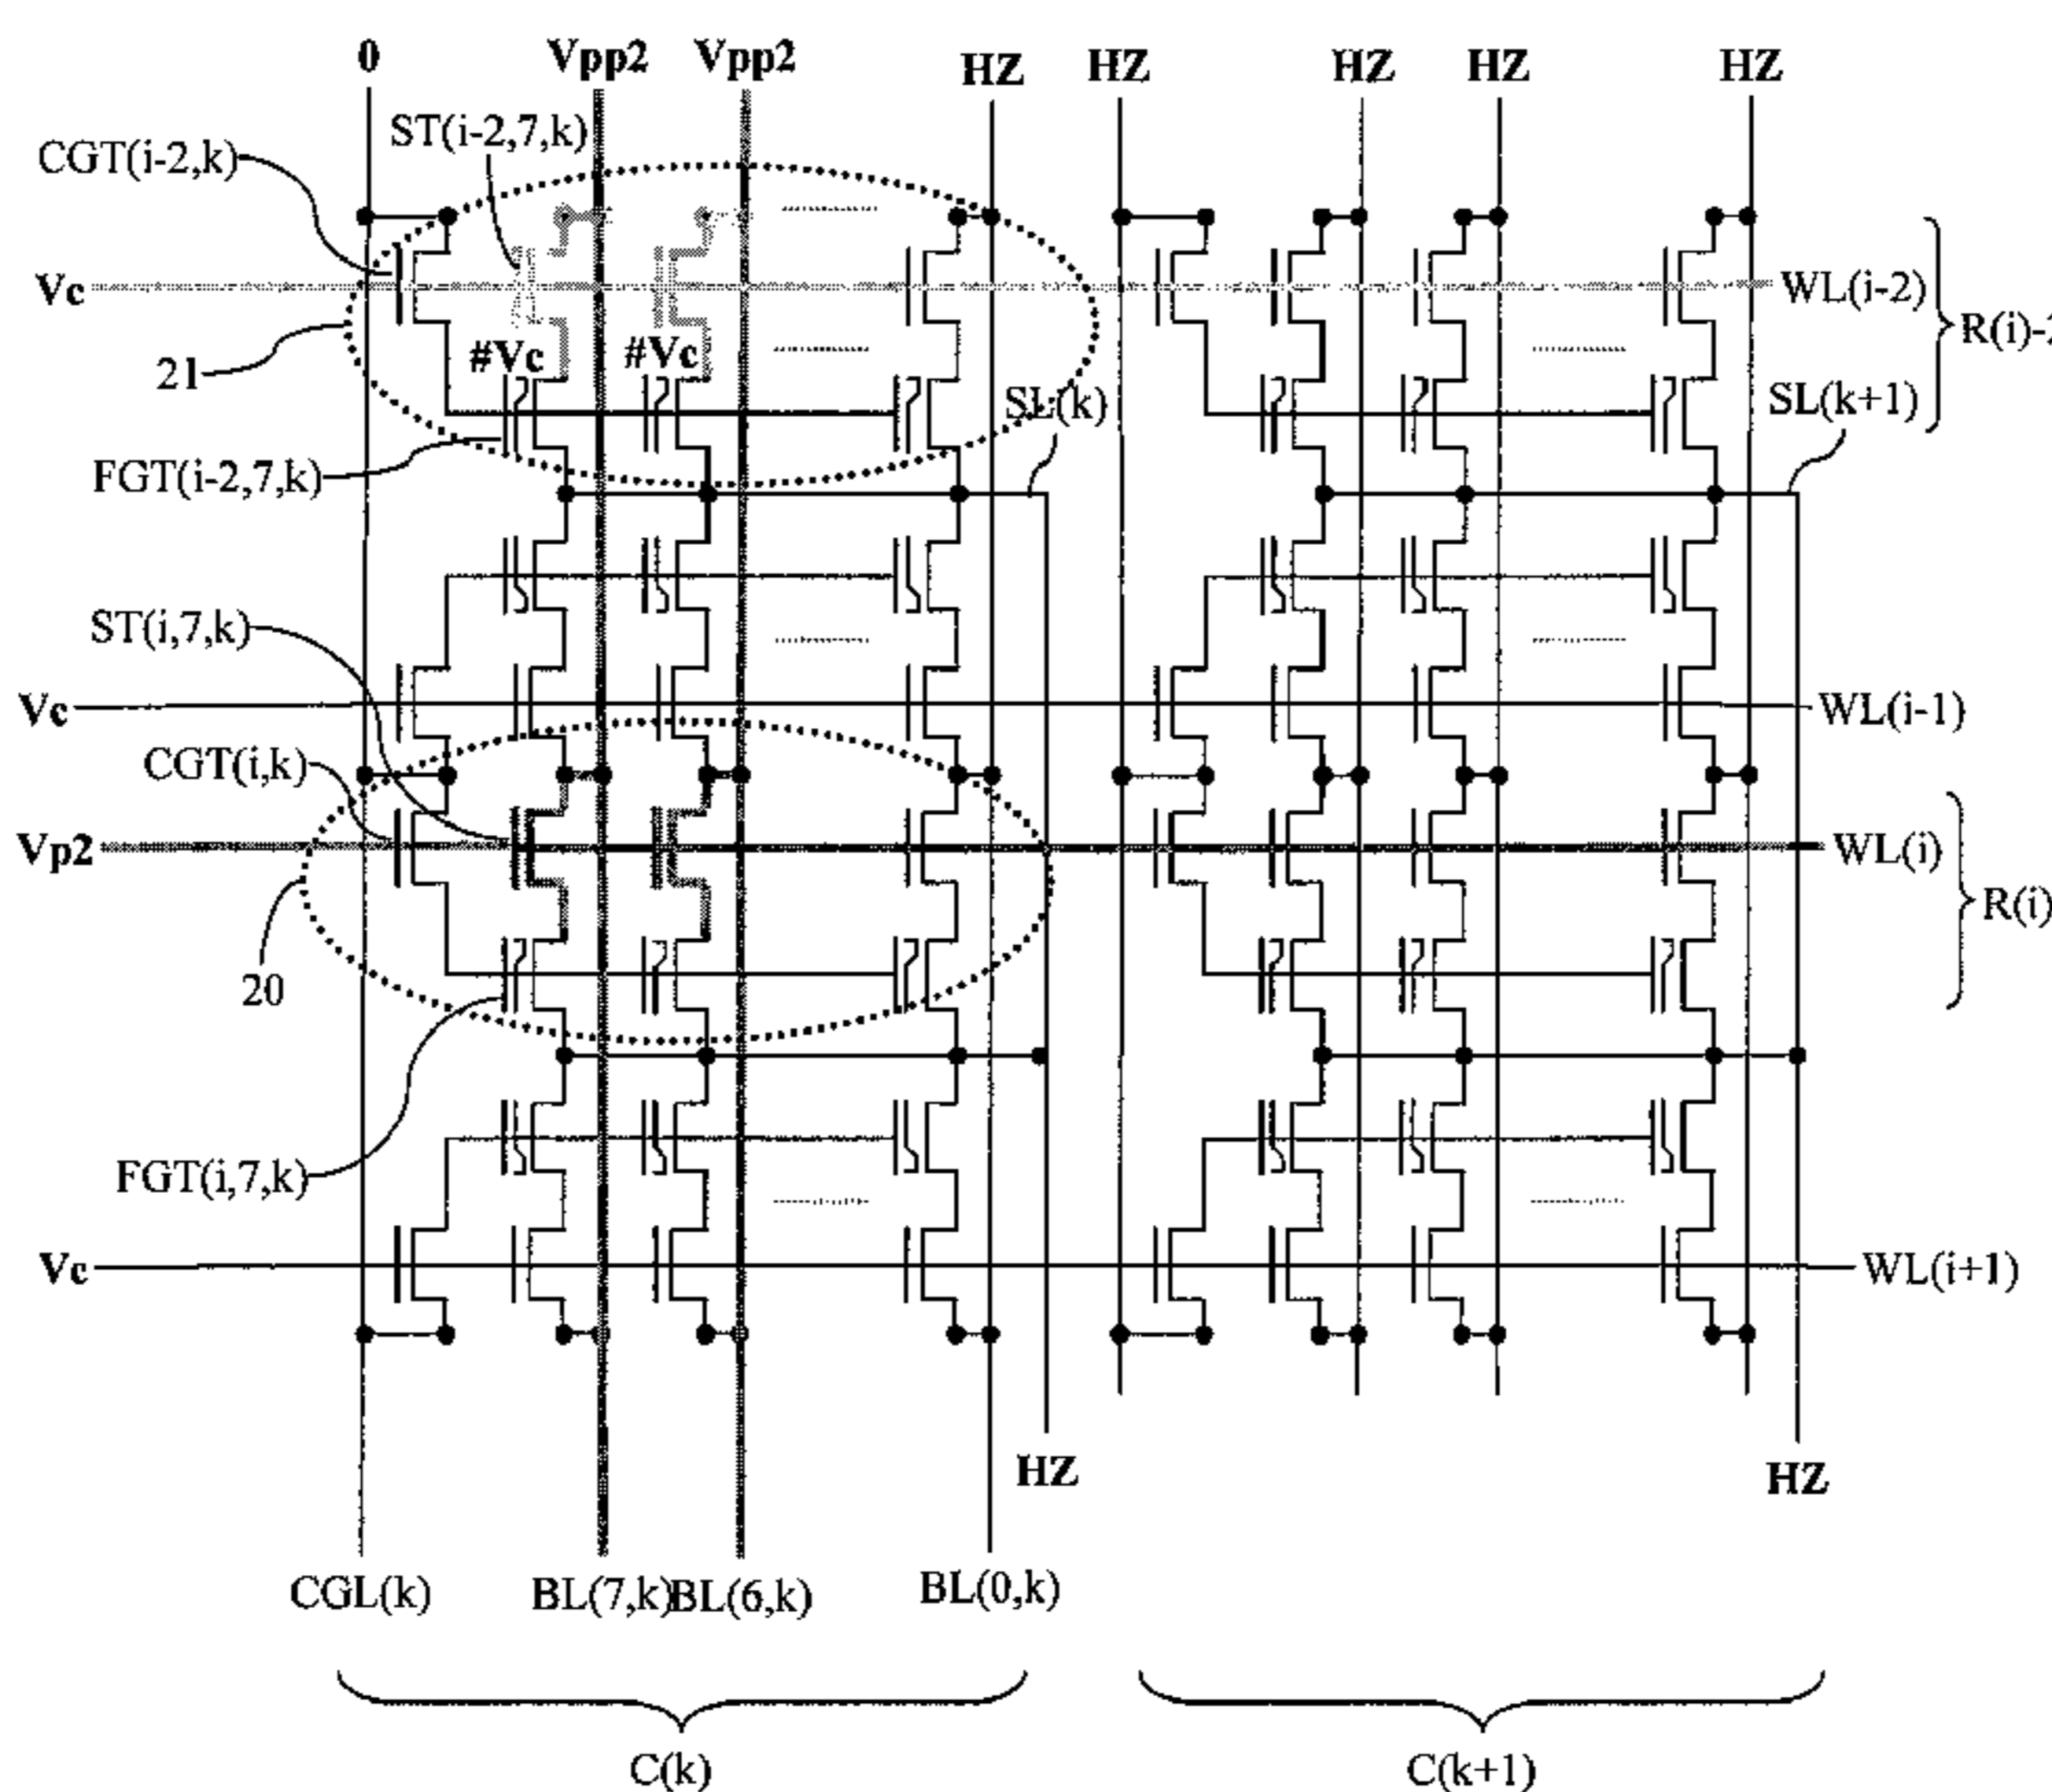 0 Vpp2 Vpp2 HZ HZ HZ HZ HZ
ST(i-2,7,k)
CGT(i-2,k)
Vc
WL(i-2)
R(i)-2
21
#Vc #Vc
SL(k)
SL(k+1)
FGT(i-2,7,k)
ST(i,7,k)
Vc
WL(i-1)
CGT(i,k)
Vp2
WL(i)
R(i)
20
FGT(i,7,k)
Vc
WL(i+1)
HZ
HZ
CGL(k)
BL(7,k)
BL(6,k)
BL(0,k)
C(k)
C(k+1)